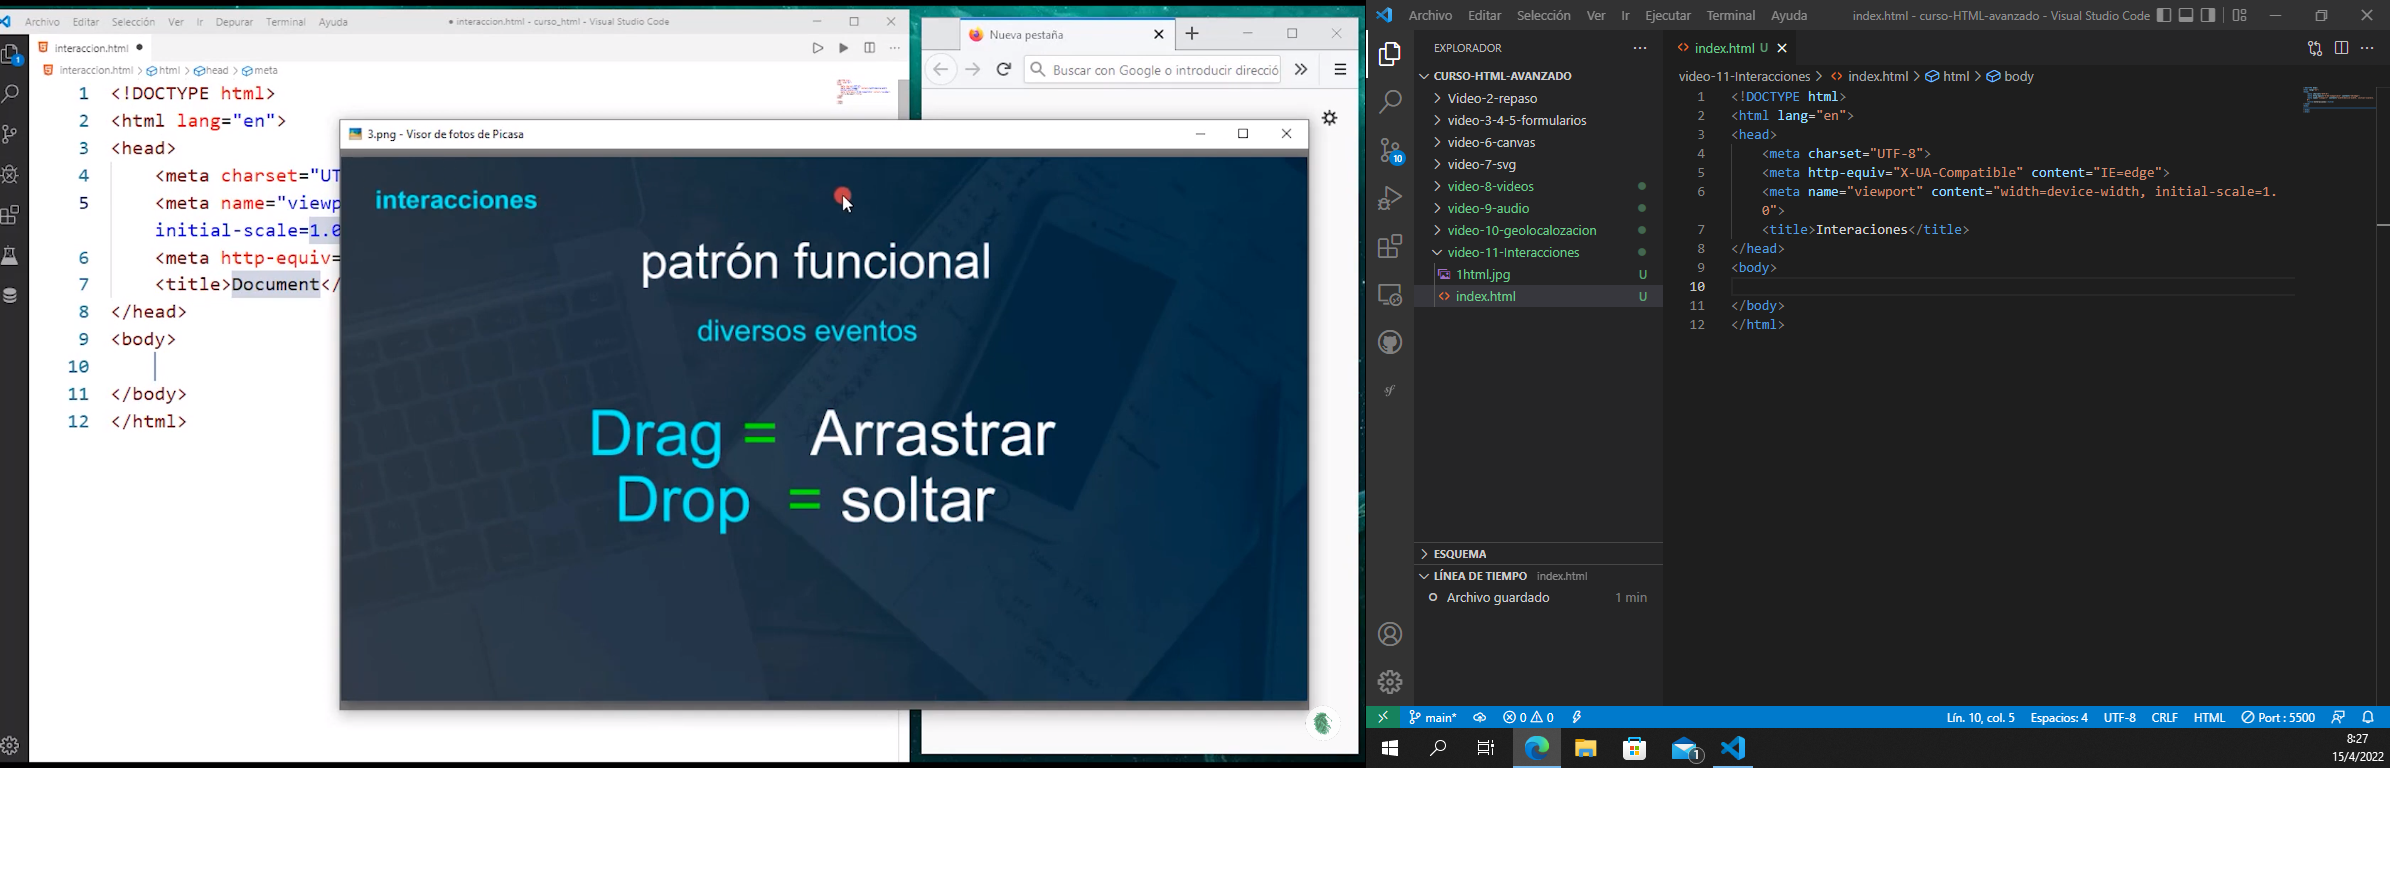 Archivo Editar Selección Ver Ir Depurar Terminal Ayuda
● interaccion.html - curso_html - Visual Studio Code
interaccion.html ●
interaccion.html > html > head > meta
1 <!DOCTYPE html>
2 <html lang="en">
3 <head>
4 <meta charset="UT
5 <meta name="viewp
initial-scale=1.0
6 <meta http-equiv=
7 <title>Document</
8 </head>
9 <body>
10
11 </body>
12 </html>
1
Nueva pestaña
Buscar con Google o introducir direcció
3.png - Visor de fotos de Picasa
interacciones
patrón funcional
diversos eventos
Drag = Arrastrar
Drop = soltar
Archivo Editar Selección Ver Ir Ejecutar Terminal Ayuda
index.html - curso-HTML-avanzado - Visual Studio Code
EXPLORADOR
CURSO-HTML-AVANZADO
Video-2-repaso
video-3-4-5-formularios
video-6-canvas
video-7-svg
video-8-videos
video-9-audio
video-10-geolocalozacion
video-11-Interacciones
1html.jpg U
index.html U
10
ESQUEMA
LÍNEA DE TIEMPO index.html
Archivo guardado 1 min
index.html U
video-11-Interacciones > index.html > html > body
1 <!DOCTYPE html>
2 <html lang="en">
3 <head>
4 <meta charset="UTF-8">
5 <meta http-equiv="X-UA-Compatible" content="IE=edge">
6 <meta name="viewport" content="width=device-width, initial-scale=1.
0">
7 <title>Interaciones</title>
8 </head>
9 <body>
10
11 </body>
12 </html>
main* 0 0
Lín. 10, col. 5 Espacios: 4 UTF-8 CRLF HTML Port : 5500
1
8:27
15/4/2022